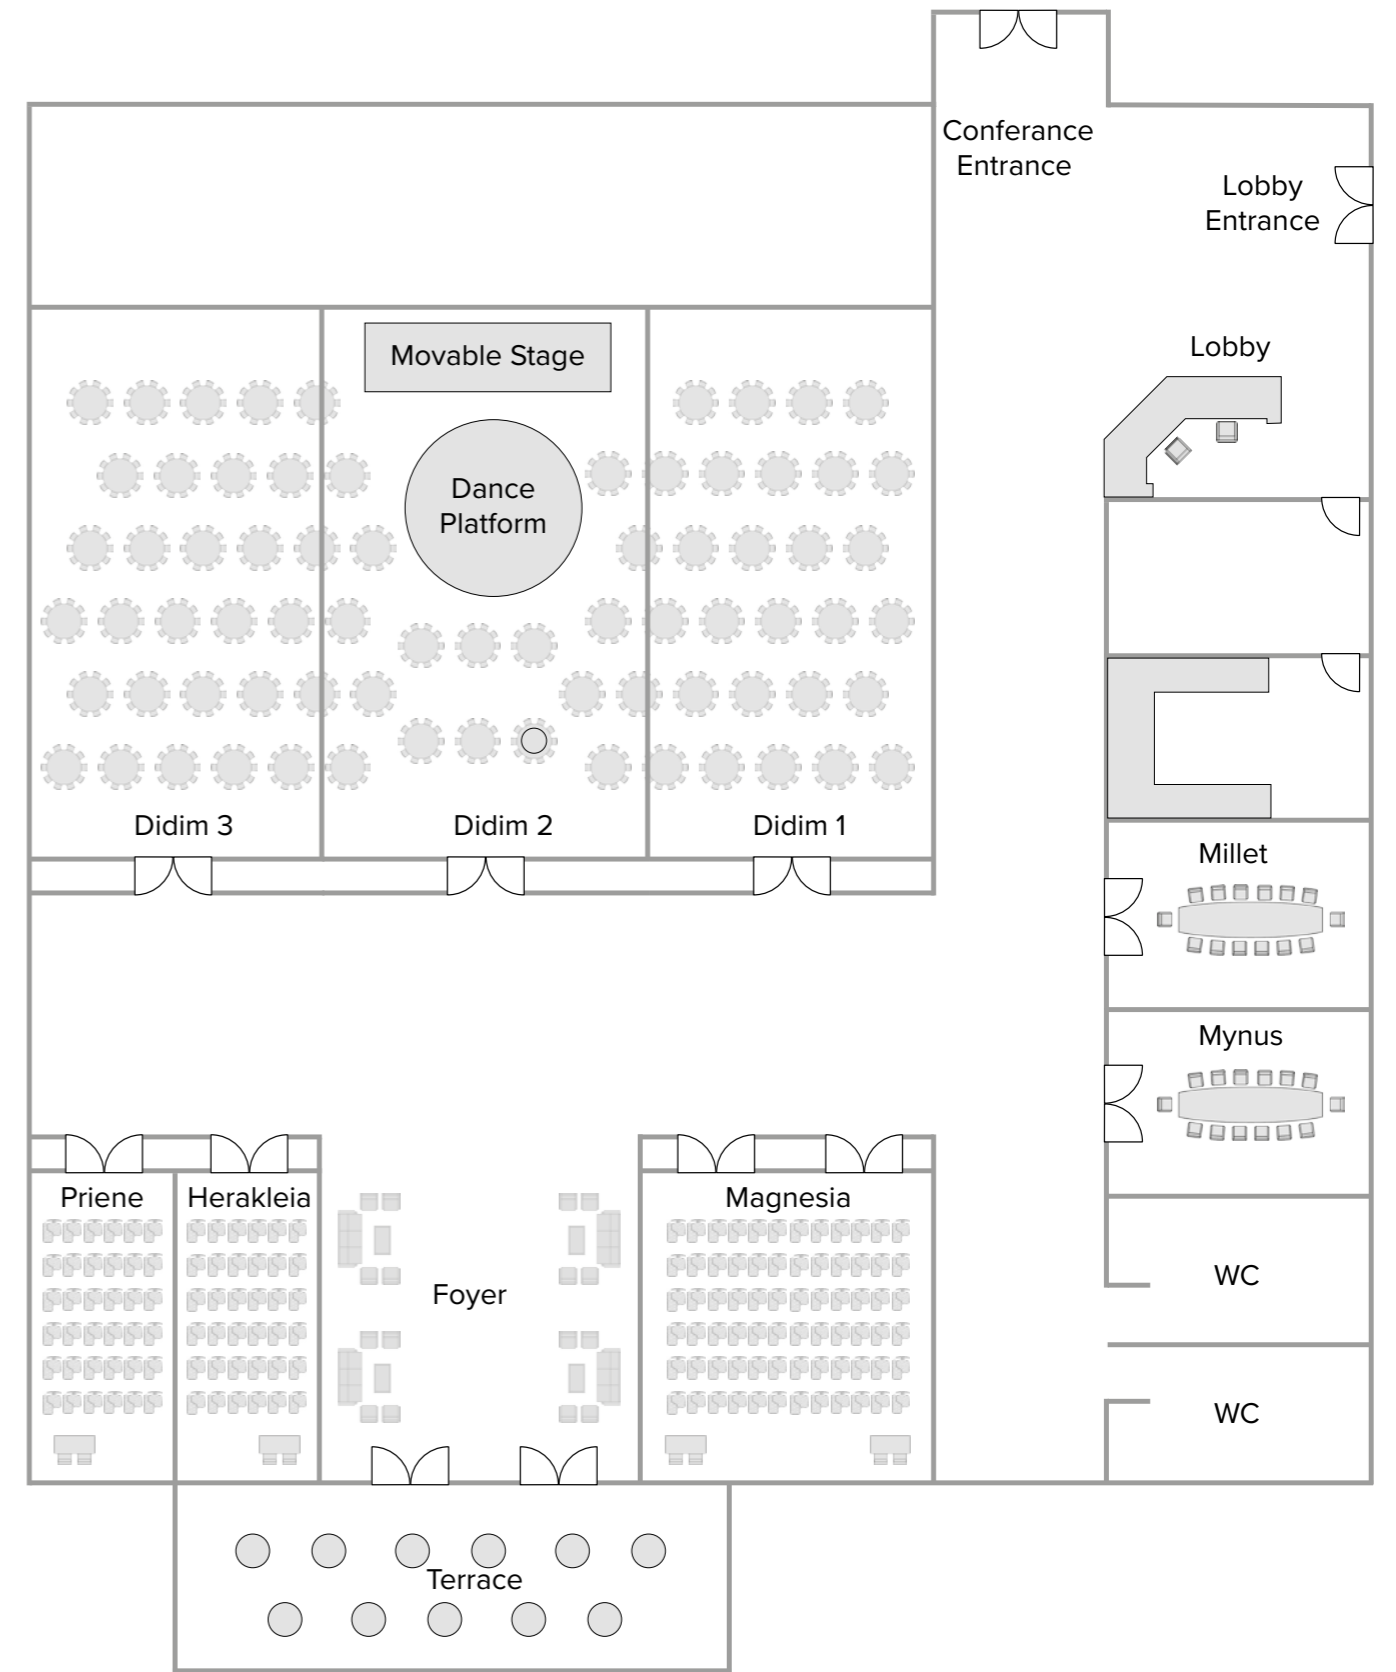 Conferance
Entrance
Lobby
Entrance
Lobby
Movable Stage
Dance
Platform
Didim 3
Didim 2
Didim 1
Millet
Mynus
Priene
Herakleia
Magnesia
Foyer
WC
WC
Terrace